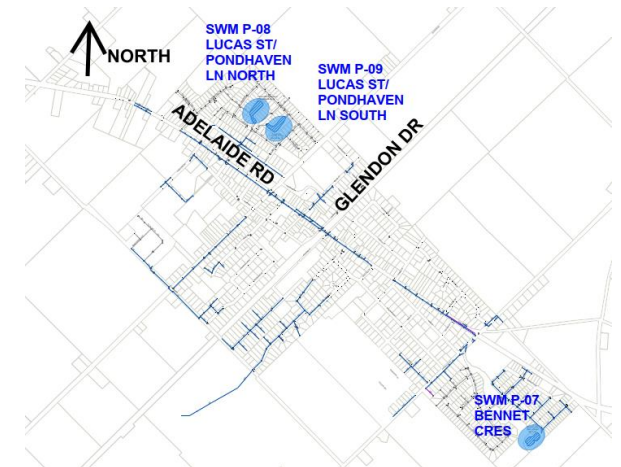 SWM P-08
LUCAS ST/
PONDHAVEN
LN NORTH
NORTH
SWM P-09
LUCAS ST/
PONDHAVEN
LN SOUTH
ADELAIDE RD
GLENDON DR
SWM P-07
BENNET
CRES